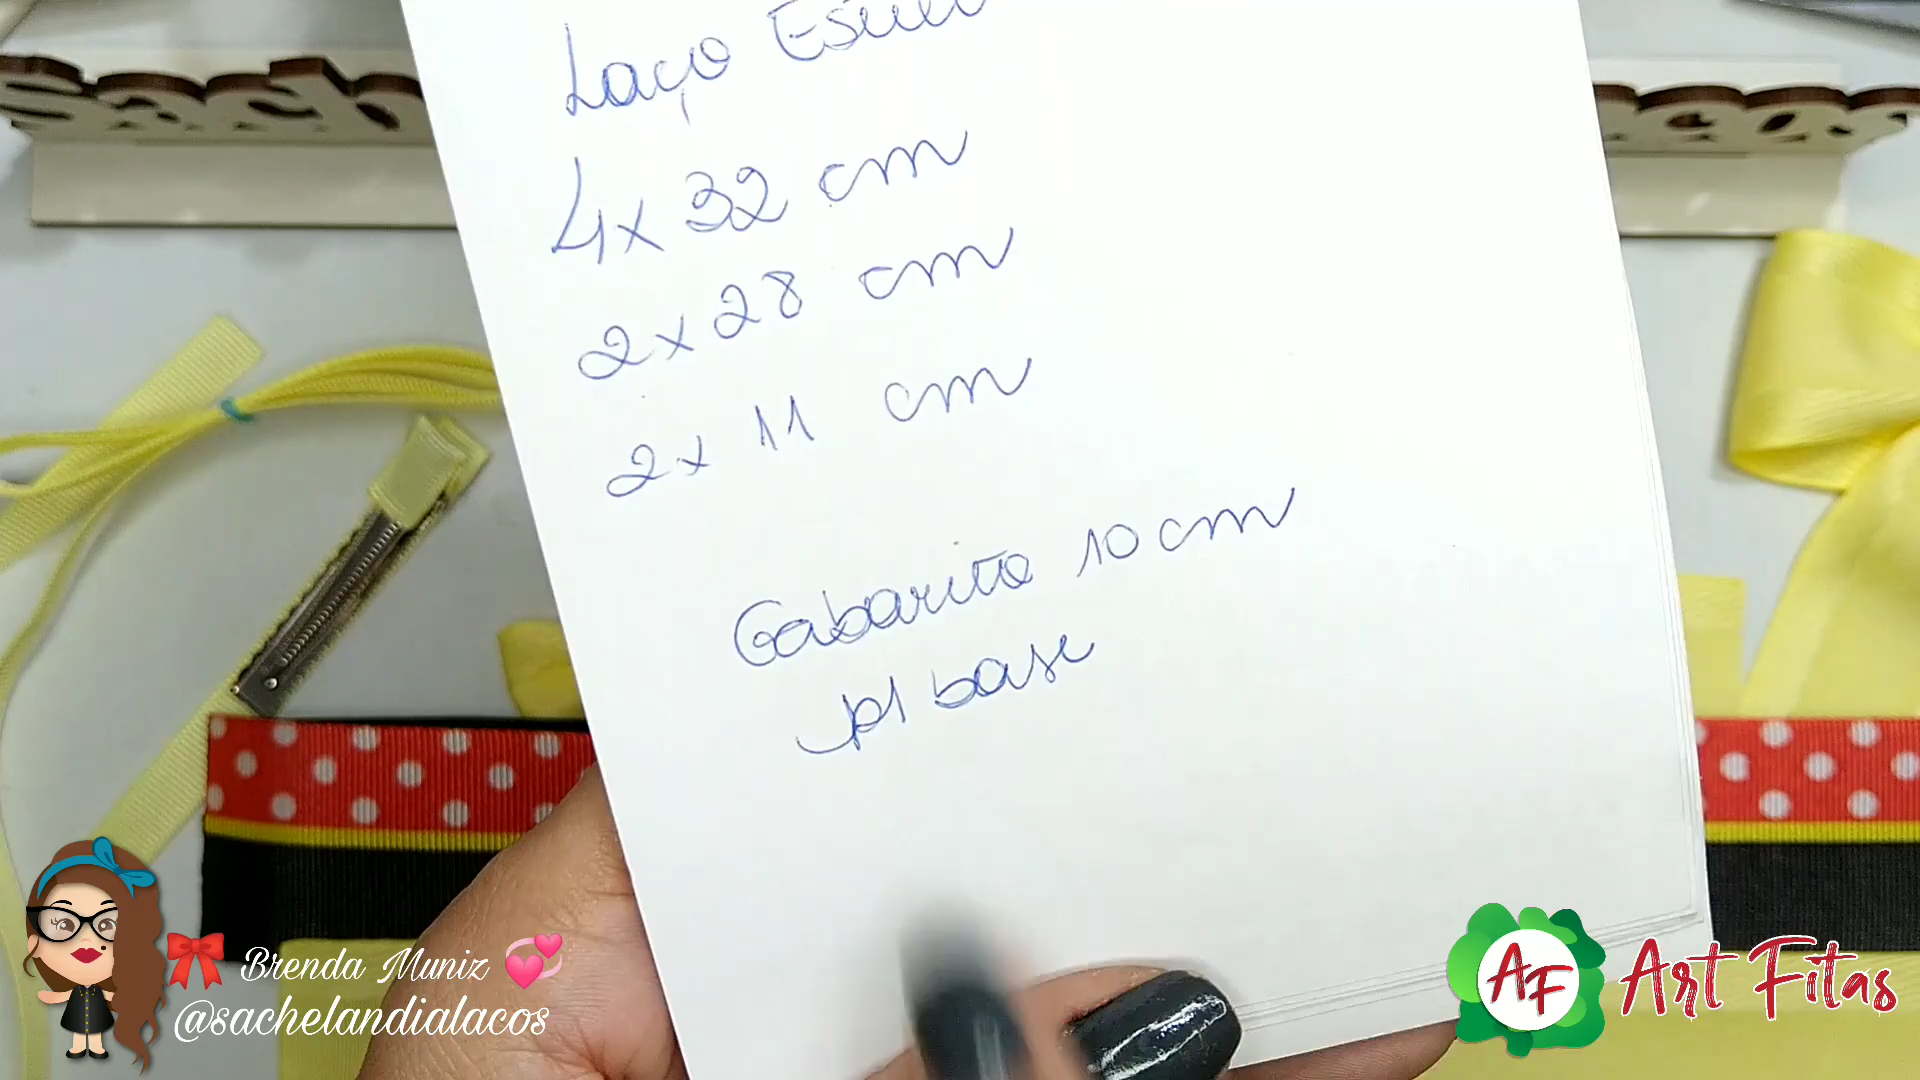 Laço
4x 32 cm
2x 28 cm
2x 11 cm
Gabarito 10 cm
p/ base
Brenda Muniz
@sachelandialacos
AF Art Fitas